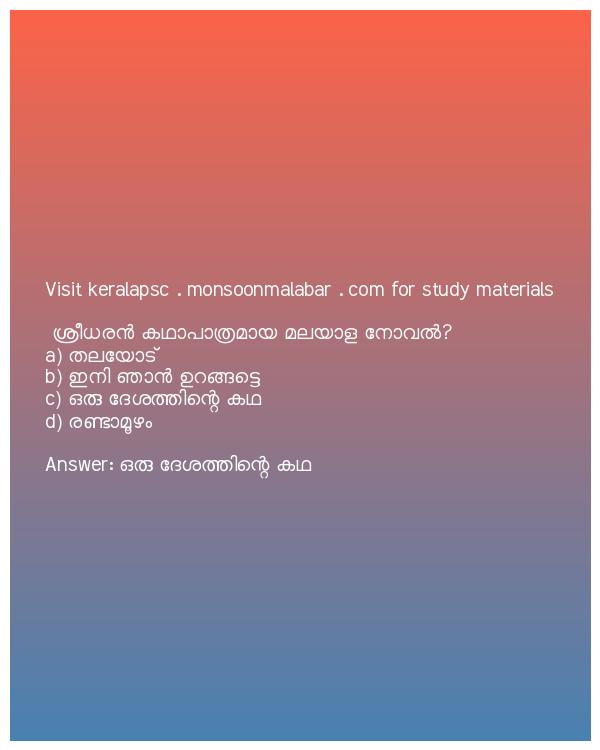 Visit keralapsc . monsoonmalabar . com for study materials
ശ്രീധരൻ കഥാപാത്രമായ മലയാള നോവൽ?
a) തലയോട്
b) ഇനി ഞാൻ ഉറങ്ങട്ടെ
c) ഒരു ദേശത്തിന്റെ കഥ
d) രണ്ടാമൂഴം
Answer: ഒരു ദേശത്തിന്റെ കഥ